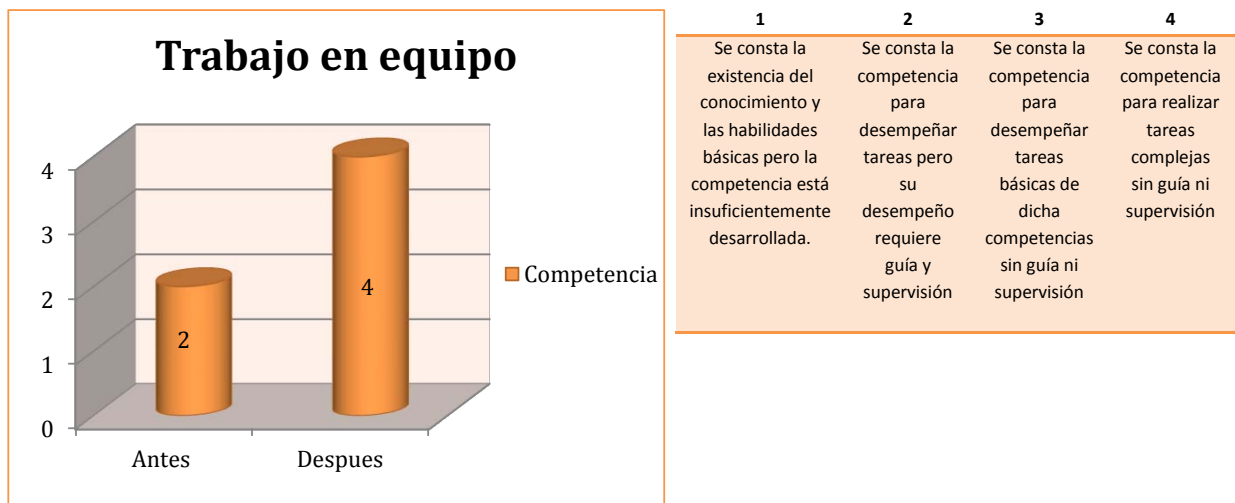 Trabajo en equipo
4
3
2
1
0
2
4
Antes
Despues
Competencia
1
Se consta la
existencia del
conocimiento y
las habilidades
básicas pero la
competencia está
insuficientemente
desarrollada.
2
Se consta la
competencia
para
desempeñar
tareas pero
su
desempeño
requiere
guía y
supervisión
3
Se consta la
competencia
para
desempeñar
tareas
básicas de
dicha
competencias
sin guía ni
supervisión
4
Se consta la
competencia
para realizar
tareas
complejas
sin guía ni
supervisión